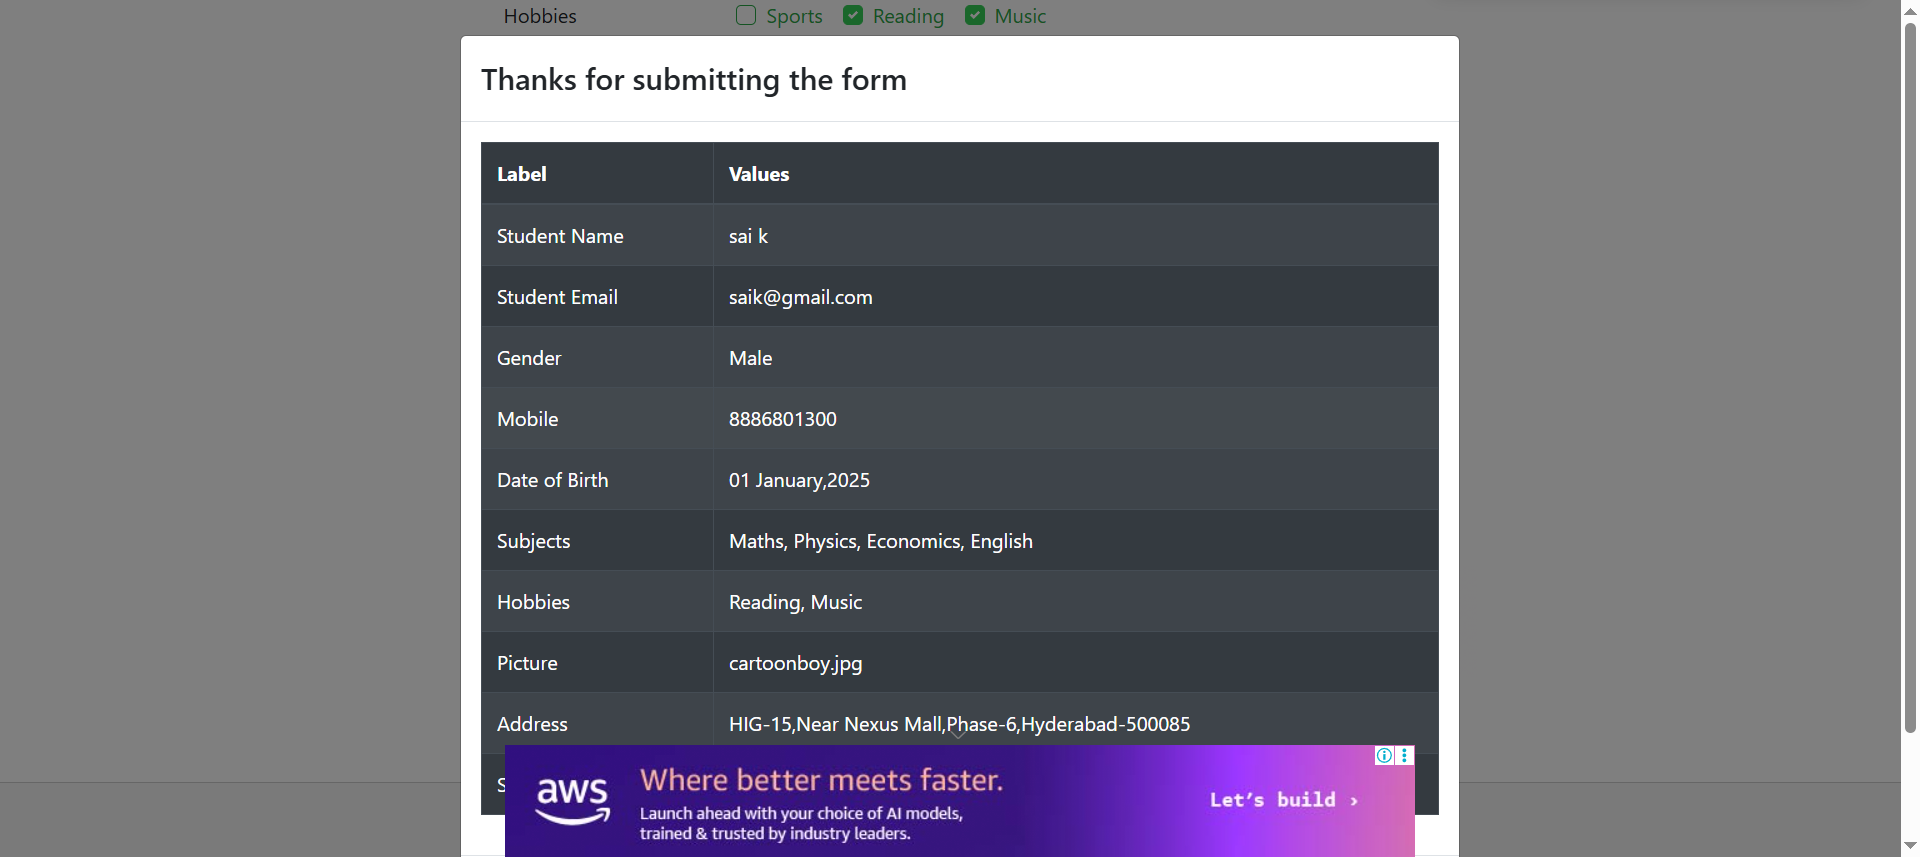 Hobbies Sports Reading Music
Thanks for submitting the form
Label Values
Student Name sai k
Student Email saik@gmail.com
Gender Male
Mobile 8886801300
Date of Birth 01 January,2025
Subjects Maths, Physics, Economics, English
Hobbies Reading, Music
Picture cartoonboy.jpg
Address HIG-15,Near Nexus Mall,Phase-6,Hyderabad-500085
aws
Where better meets faster.
Launch ahead with your choice of AI models,
trained & trusted by industry leaders.
Let's build ›